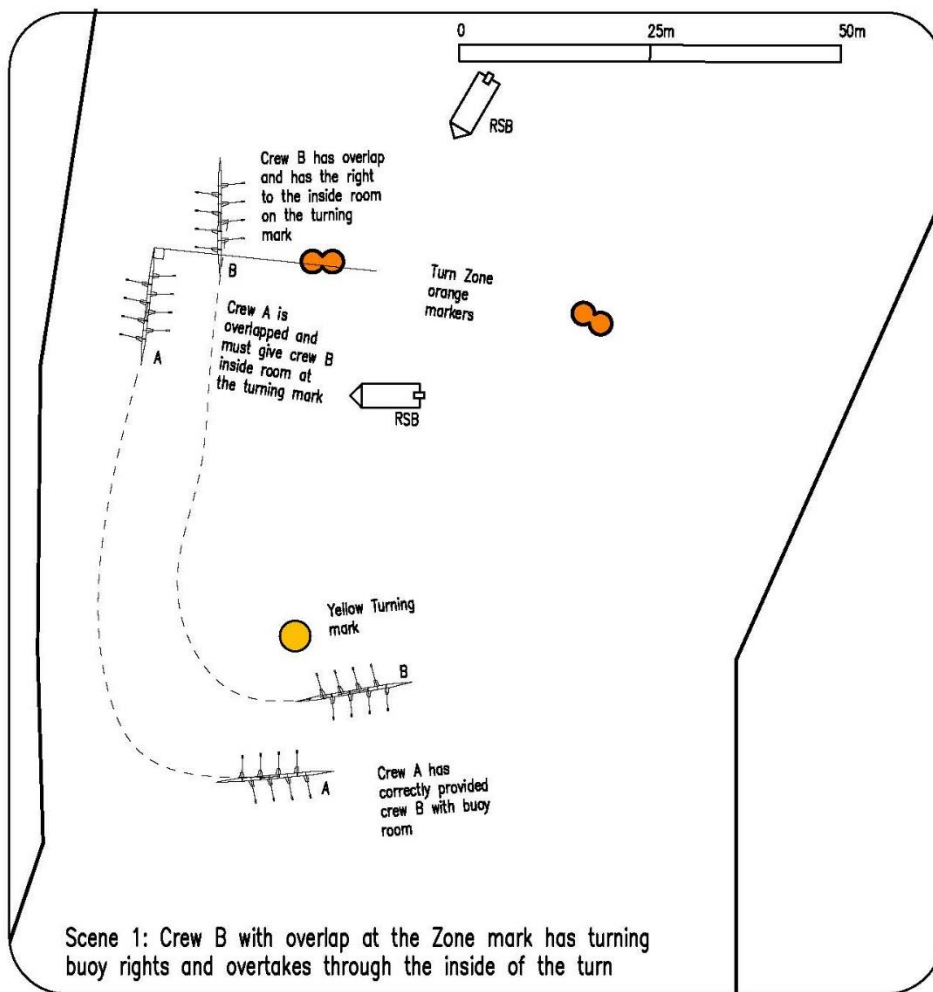 0 25m 50m
RSB
Crew B has overlap
and has the right
to the inside room
on the turning
mark
B
Turn Zone
orange
markers
Crew A is
overlapped and
must give crew B
inside room at
the turning mark
A
RSB
Yellow Turning
mark
B
A
Crew A has
correctly provided
crew B with buoy
room
Scene 1: Crew B with overlap at the Zone mark has turning
buoy rights and overtakes through the inside of the turn